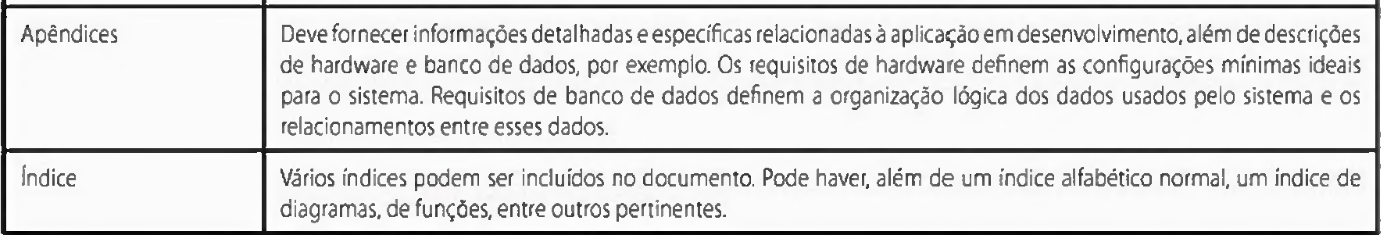 Apêndices
Deve fornecer informações detalhadas e específicas relacionadas à aplicação em desenvolvimento, além de descrições
de hardware e banco de dados, por exemplo. Os requisitos de hardware definem as configurações mínimas ideais
para o sistema. Requisitos de banco de dados definem a organização lógica dos dados usados pelo sistema e os
relacionamentos entre esses dados.
Índice
Vários índices podem ser incluídos no documento. Pode haver, além de um índice alfabético normal, um índice de
diagramas, de funções, entre outros pertinentes.